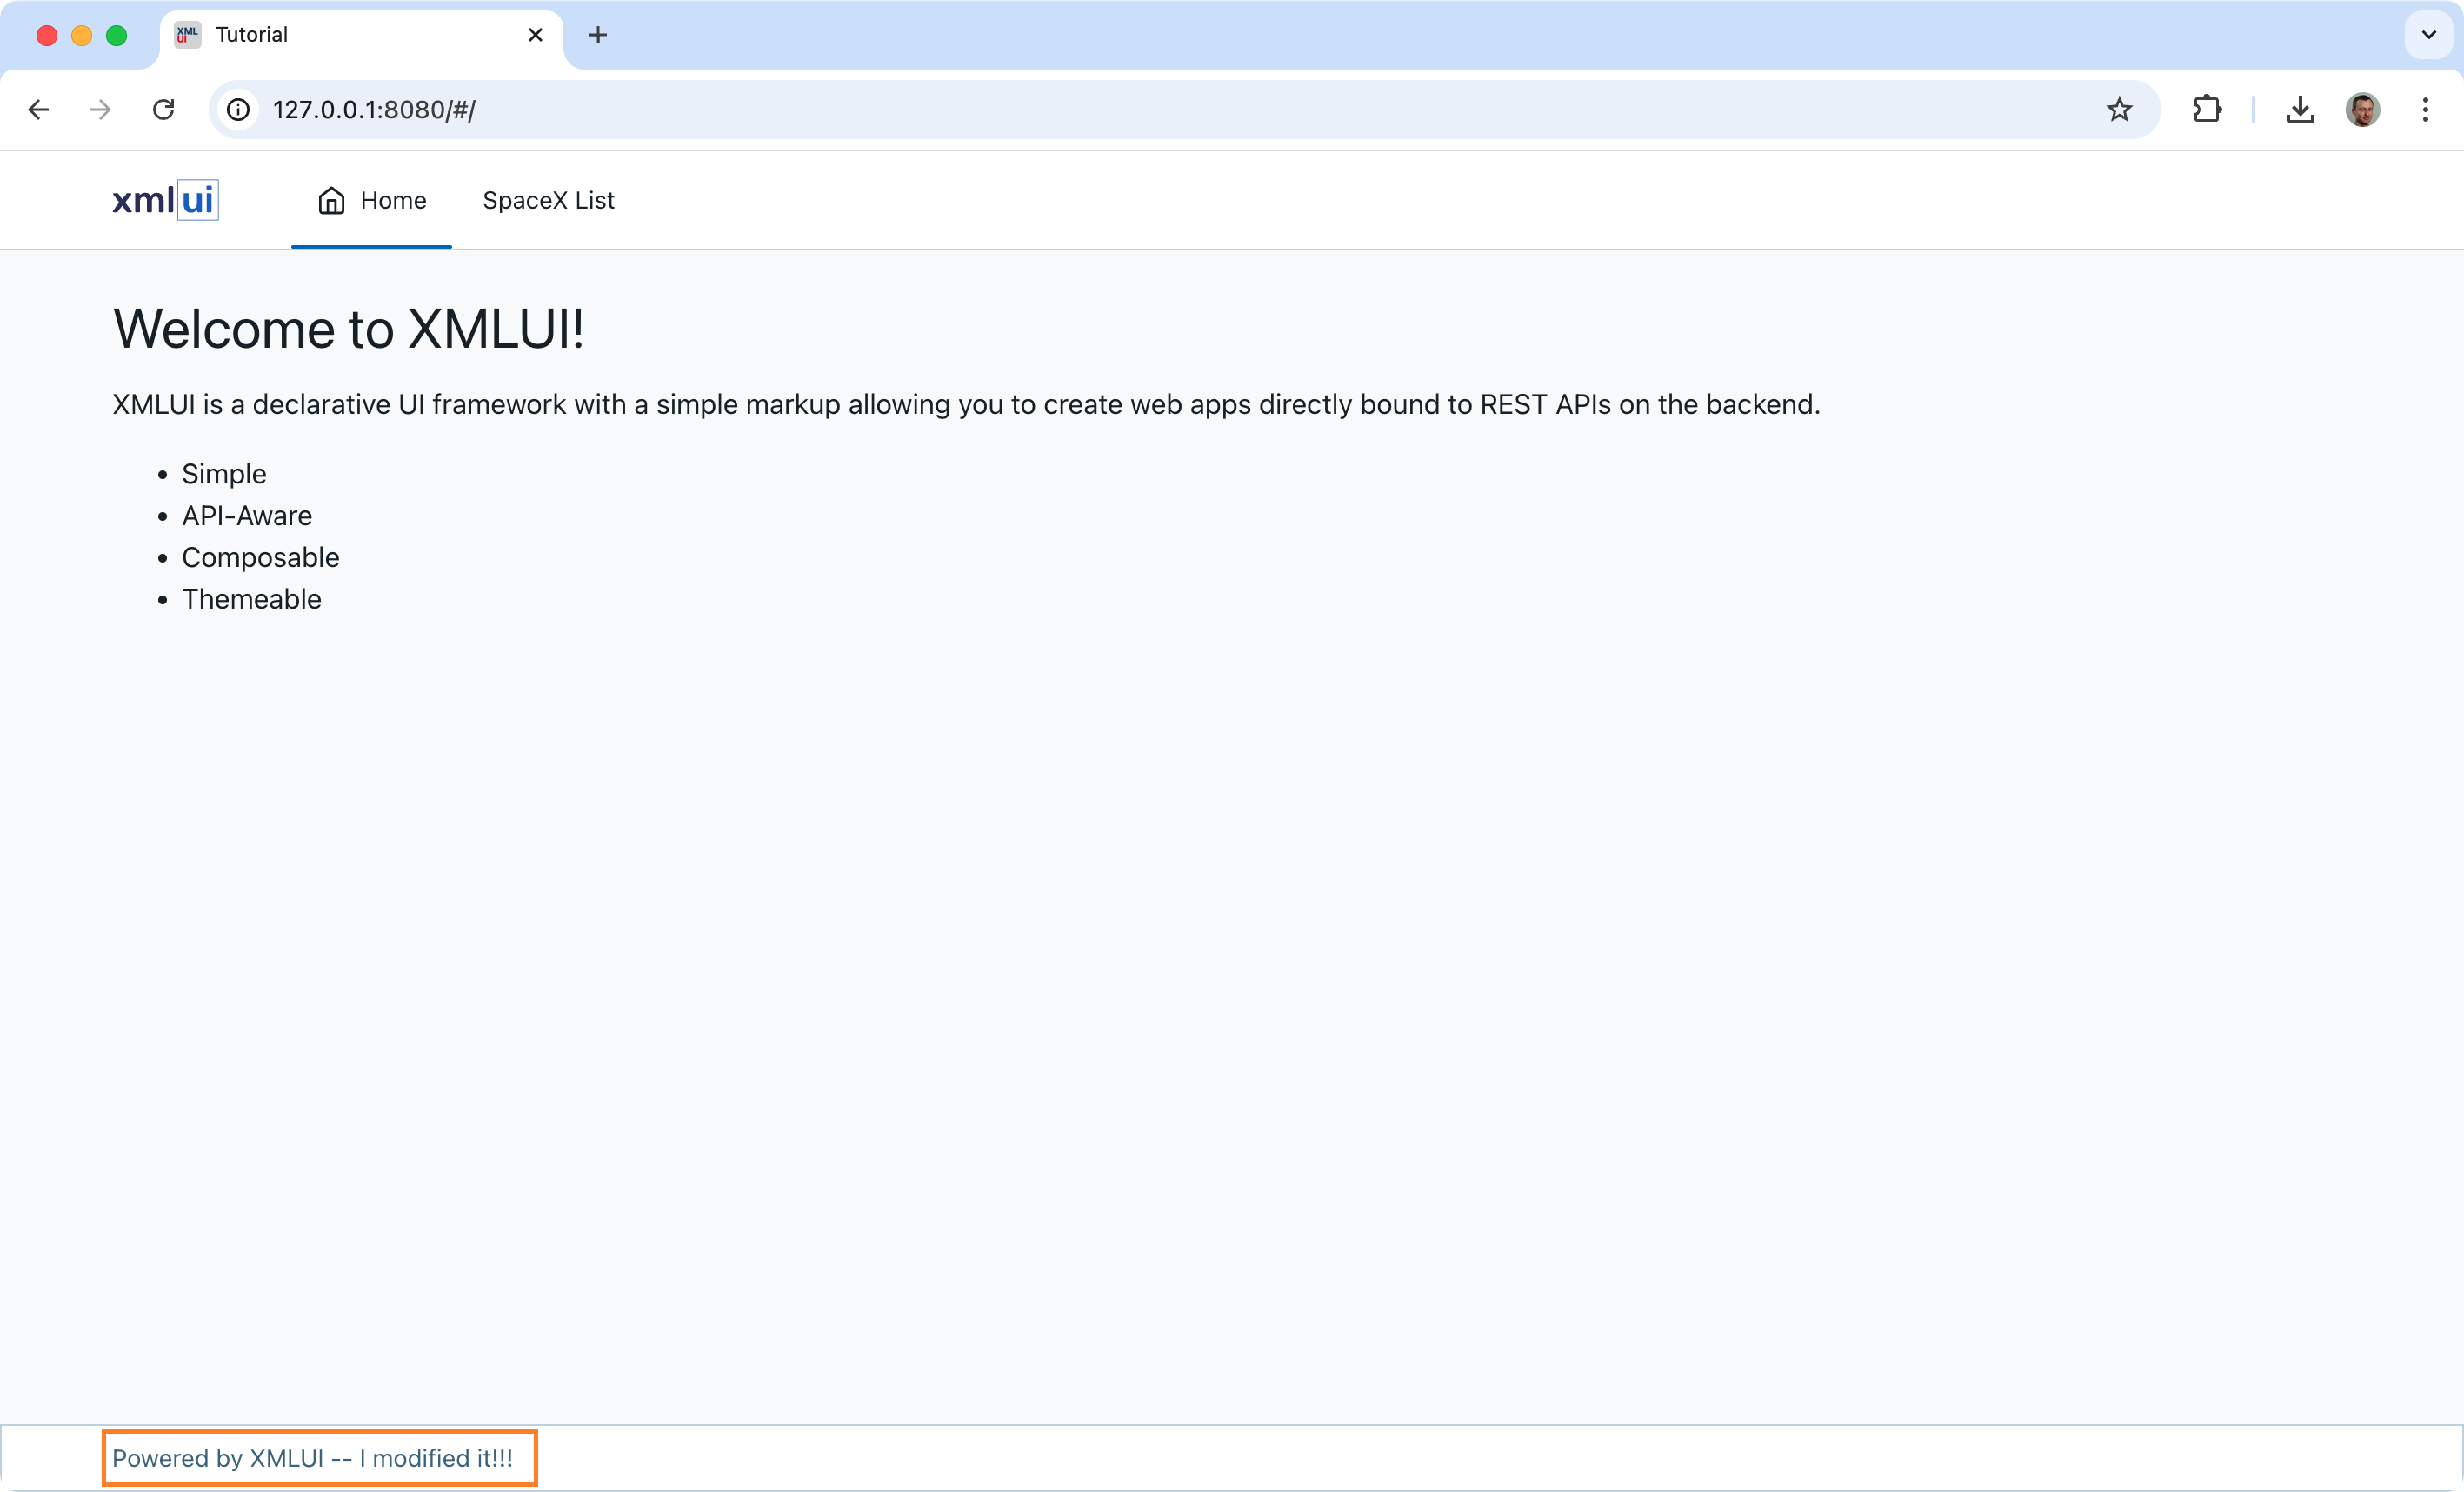 XML
UI
Tutorial
127.0.0.1:8080/#/
xmlui
Home
SpaceX List
Welcome to XMLUI!
XMLUI is a declarative UI framework with a simple markup allowing you to create web apps directly bound to REST APIs on the backend.
• Simple
• API-Aware
• Composable
• Themeable
Powered by XMLUI -- I modified it!!!